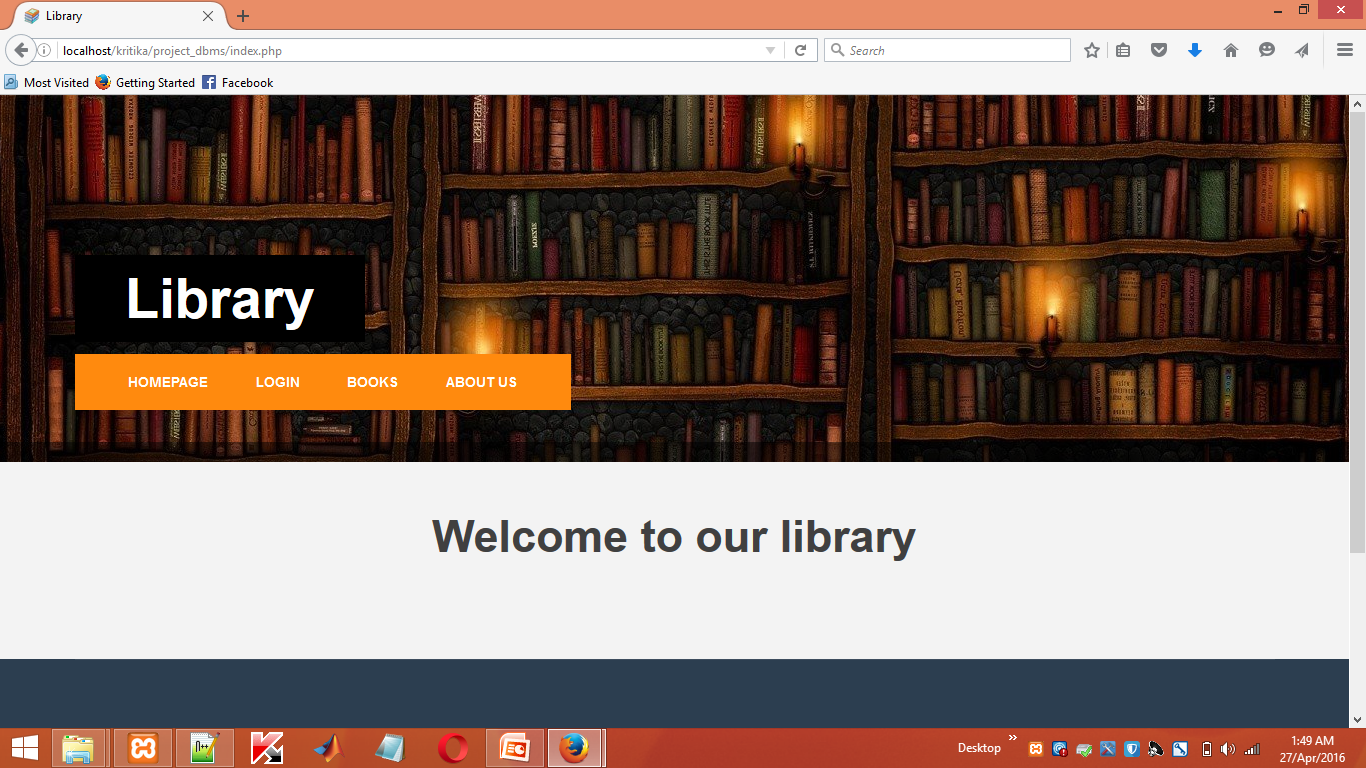 Library
localhost/kritika/project_dbms/index.php
Search
Most Visited Getting Started Facebook
Library
HOMEPAGE LOGIN BOOKS ABOUT US
Welcome to our library
Desktop
1:49 AM
27/Apr/2016